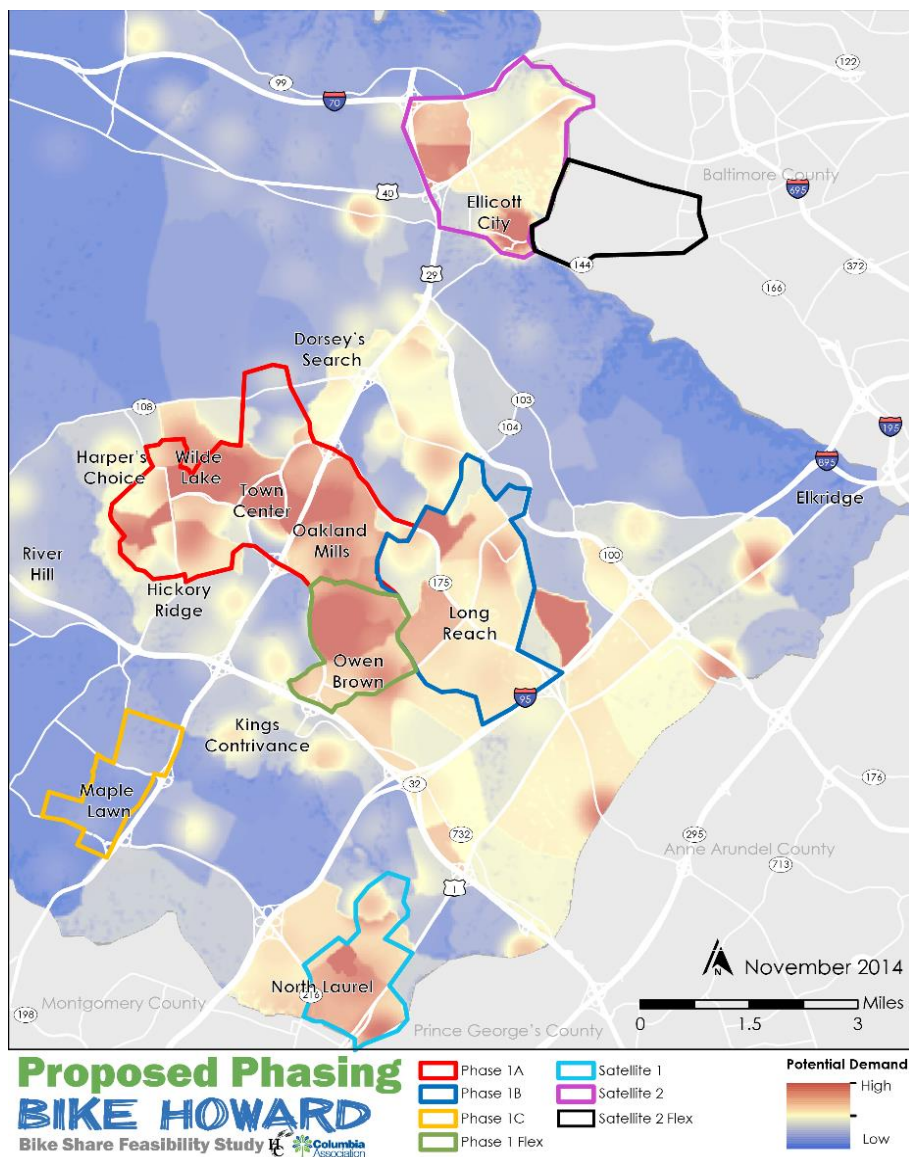 99
70
122
Baltimore County
695
40
Ellicott
City
144
372
29
166
Dorsey's
Search
103
108
104
195
Harper's
Choice
Wilde
Lake
895
Elkridge
Town
Center
Oakland
Mills
100
River
Hill
Hickory
Ridge
175
Long
Reach
Owen
Brown
95
Kings
Contrivance
32
176
Maple
Lawn
732
295
Anne Arundel County
713
1
November 2014
N
North Laurel
216
Montgomery County
198
Prince George's County
Miles
0 1.5 3
Proposed Phasing
BIKE HOWARD
Bike Share Feasibility Study
HC
Columbia
Association
Phase 1A
Phase 1B
Phase 1C
Phase 1 Flex
Satellite 1
Satellite 2
Satellite 2 Flex
Potential Demand
High
Low